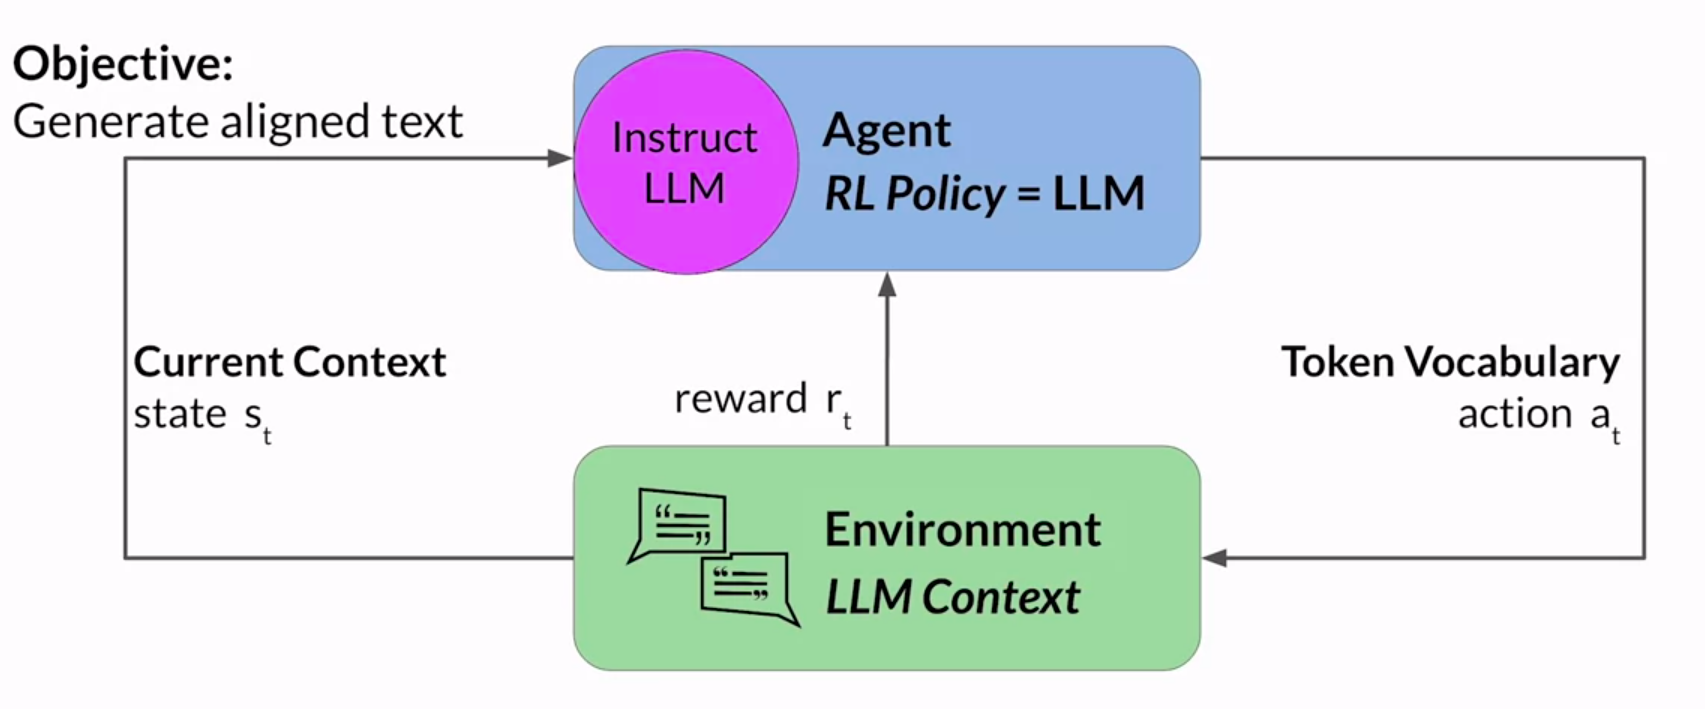 Objective:
Generate aligned text
Instruct
LLM
Agent
RL Policy = LLM
Current Context
state s_t
reward r_t
Token Vocabulary
action a_t
Environment
LLM Context